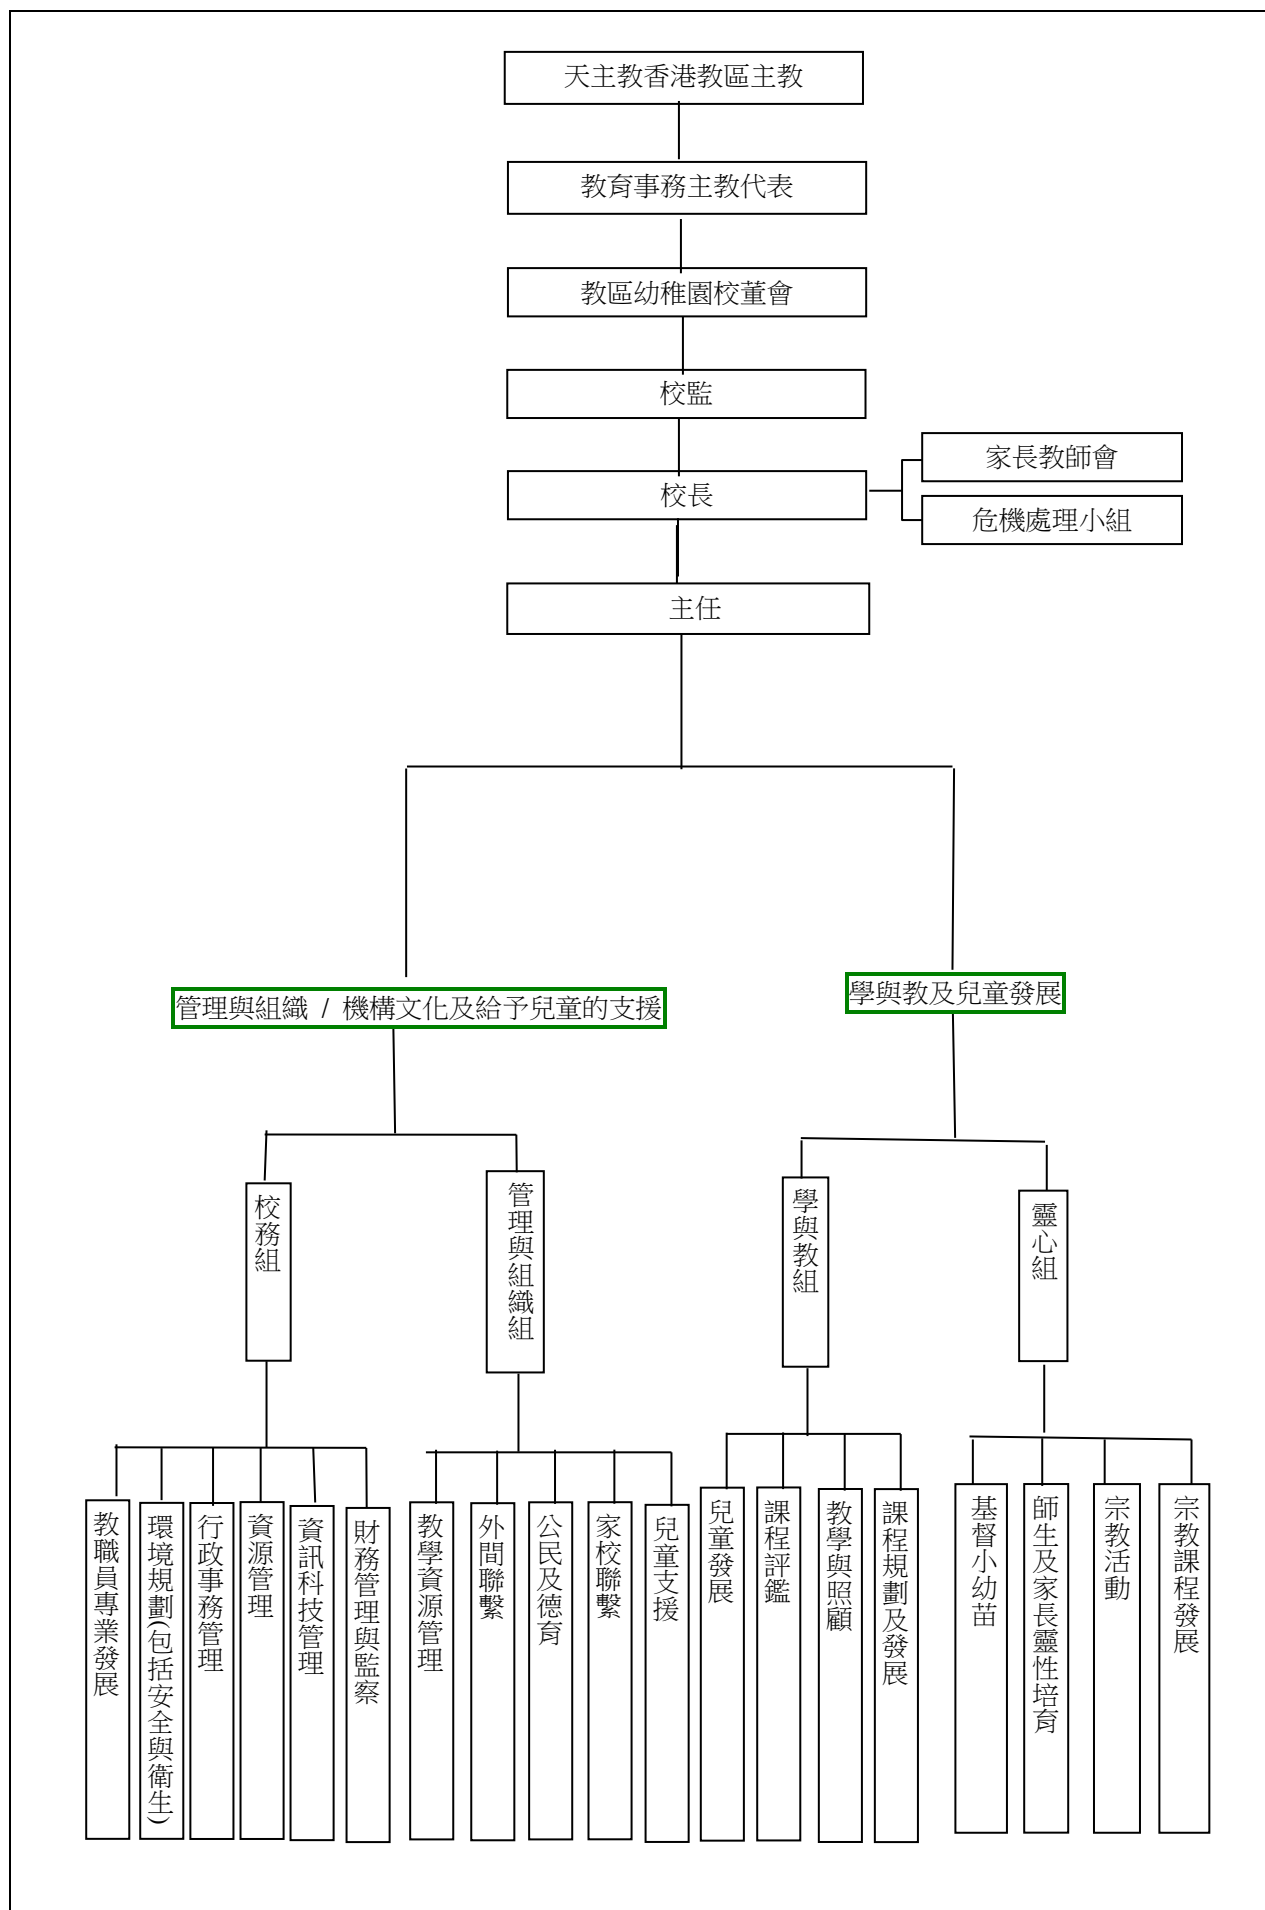 天主教香港教區主教
教育事務主教代表
教區幼稚園校董會
校監
校長
家長教師會
危機處理小組
主任
管理與組織 / 機構文化及給予兒童的支援
學與教及兒童發展
校務組
管理與組織組
學與教組
靈心組
教職員專業發展
環境規劃(包括安全與衛生)
行政事務管理
資源管理
資訊科技管理
財務管理與監察
教學資源管理
外間聯繫
公民及德育
家校聯繫
兒童支援
兒童發展
課程評鑑
教學與照顧
課程規劃及發展
基督小幼苗
師生及家長靈性培育
宗教活動
宗教課程發展